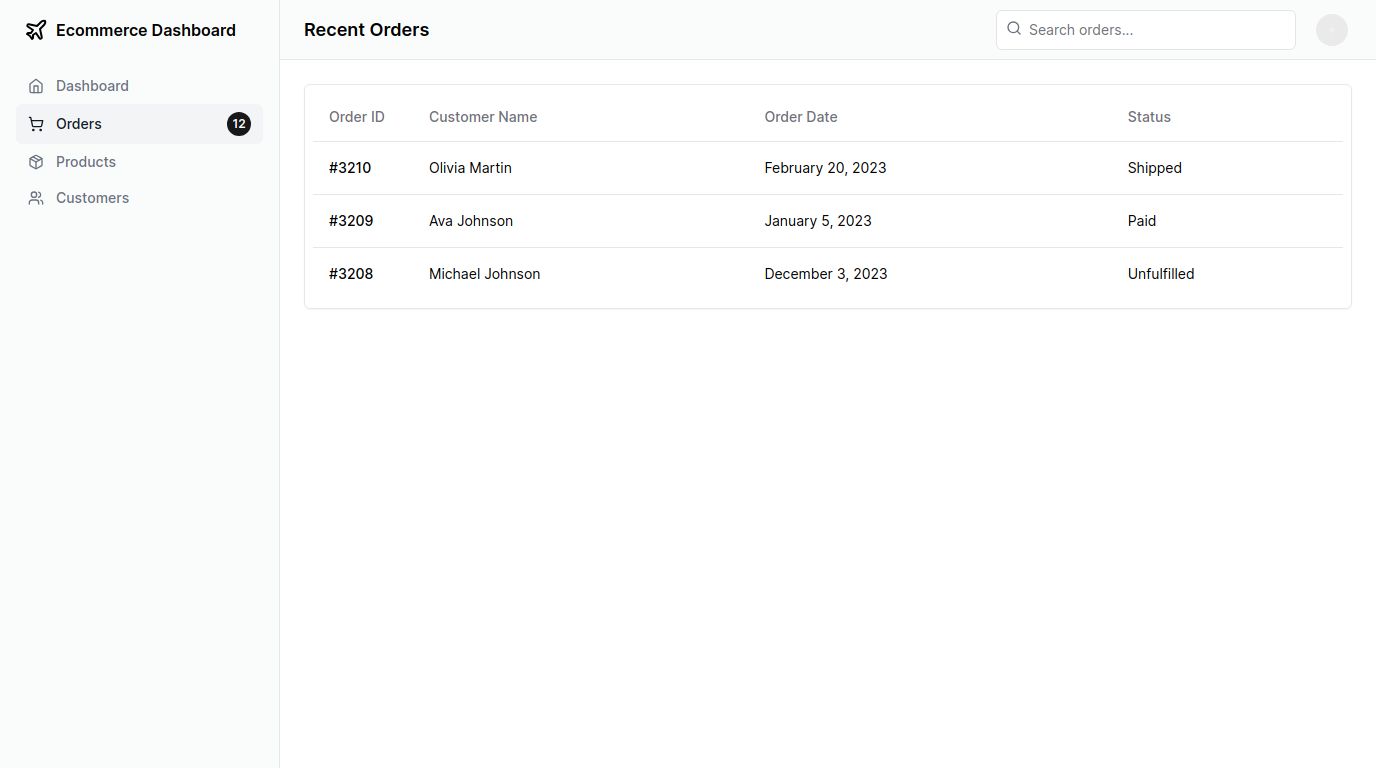 Ecommerce Dashboard
Dashboard
Orders 12
Products
Customers
Recent Orders
Search orders...
Order ID Customer Name Order Date Status
#3210 Olivia Martin February 20, 2023 Shipped
#3209 Ava Johnson January 5, 2023 Paid
#3208 Michael Johnson December 3, 2023 Unfulfilled